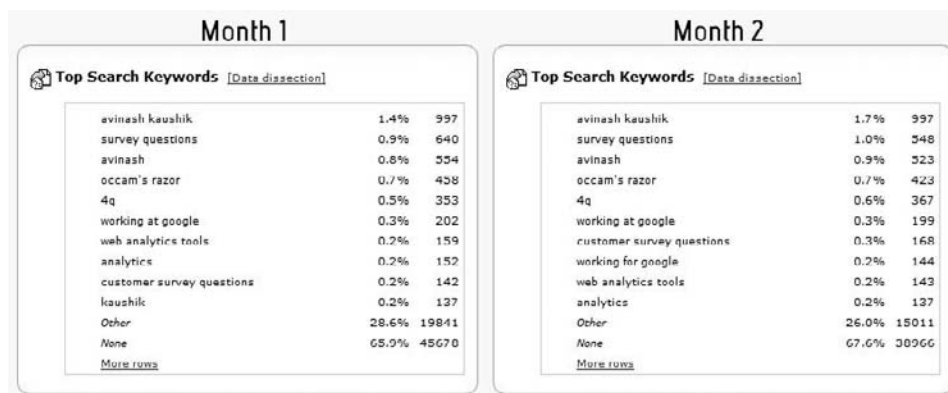 Month 1
Top Search Keywords [Data dissection]
avinash kaushik 1.4% 997
survey questions 0.9% 640
avinash 0.8% 554
occam's razor 0.7% 458
4q 0.5% 353
working at google 0.3% 202
web analytics tools 0.2% 159
analytics 0.2% 152
customer survey questions 0.2% 142
kaushik 0.2% 137
Other 28.6% 19841
None 65.9% 45678
More rows
Month 2
Top Search Keywords [Data dissection]
avinash kaushik 1.7% 997
survey questions 1.0% 548
avinash 0.9% 523
occam's razor 0.7% 423
4q 0.6% 367
working at google 0.3% 199
customer survey questions 0.3% 168
working for google 0.2% 144
web analytics tools 0.2% 143
analytics 0.2% 137
Other 26.0% 15011
None 67.6% 38966
More rows